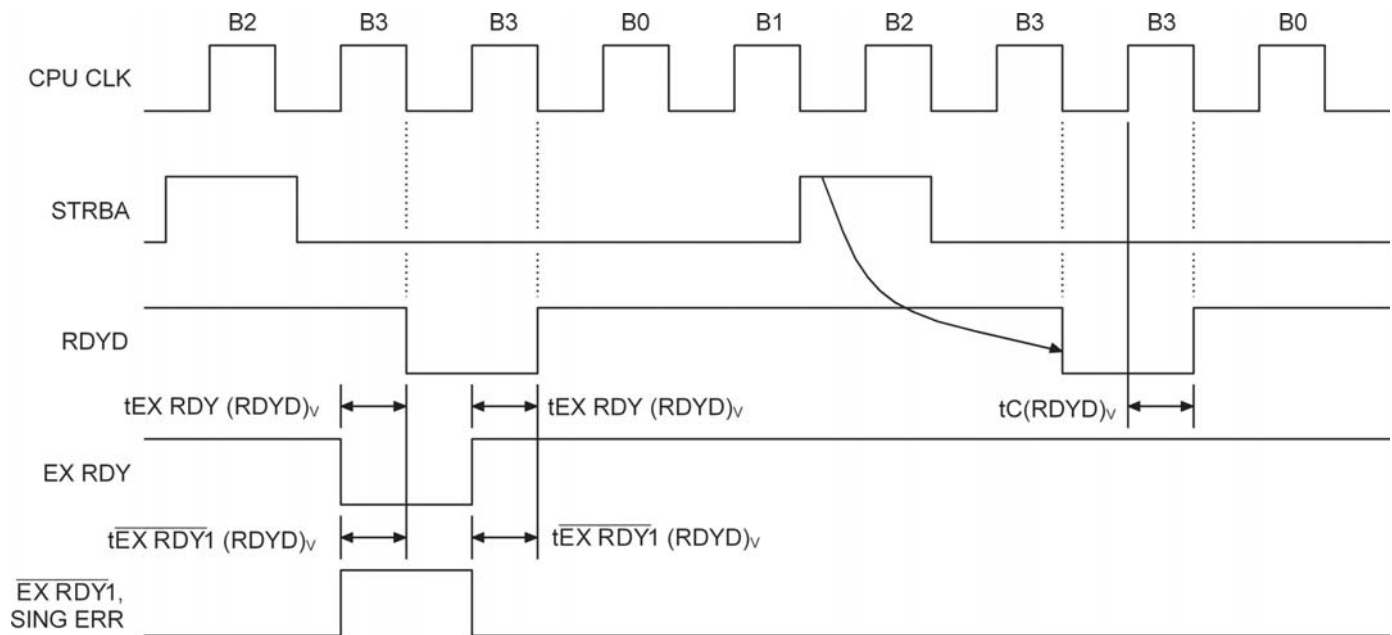 B2 B3 B3 B0 B1 B2 B3 B3 B0
CPU CLK
STRBA
RDYD
tEX RDY (RDYD)V tEX RDY (RDYD)V tC(RDYD)V
EX RDY
tEX RDY1 (RDYD)V tEX RDY1 (RDYD)V
EX RDY1,
SING ERR